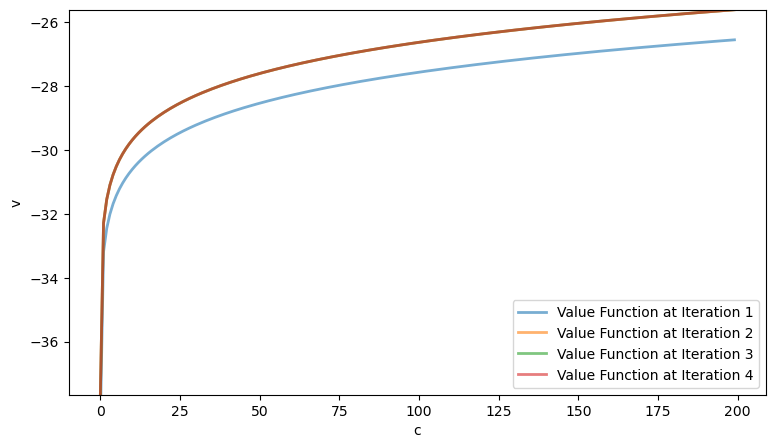 −26
−28
−30
−32
−34
−36
v
0
25
50
75
100
125
150
175
200
c
Value Function at Iteration 1
Value Function at Iteration 2
Value Function at Iteration 3
Value Function at Iteration 4